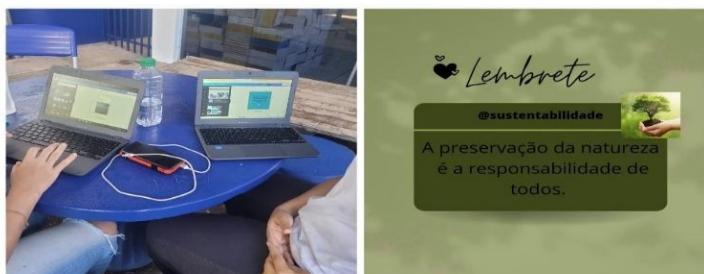 Lembrete
@sustentabilidade
A preservação da natureza
é a responsabilidade de
todos.